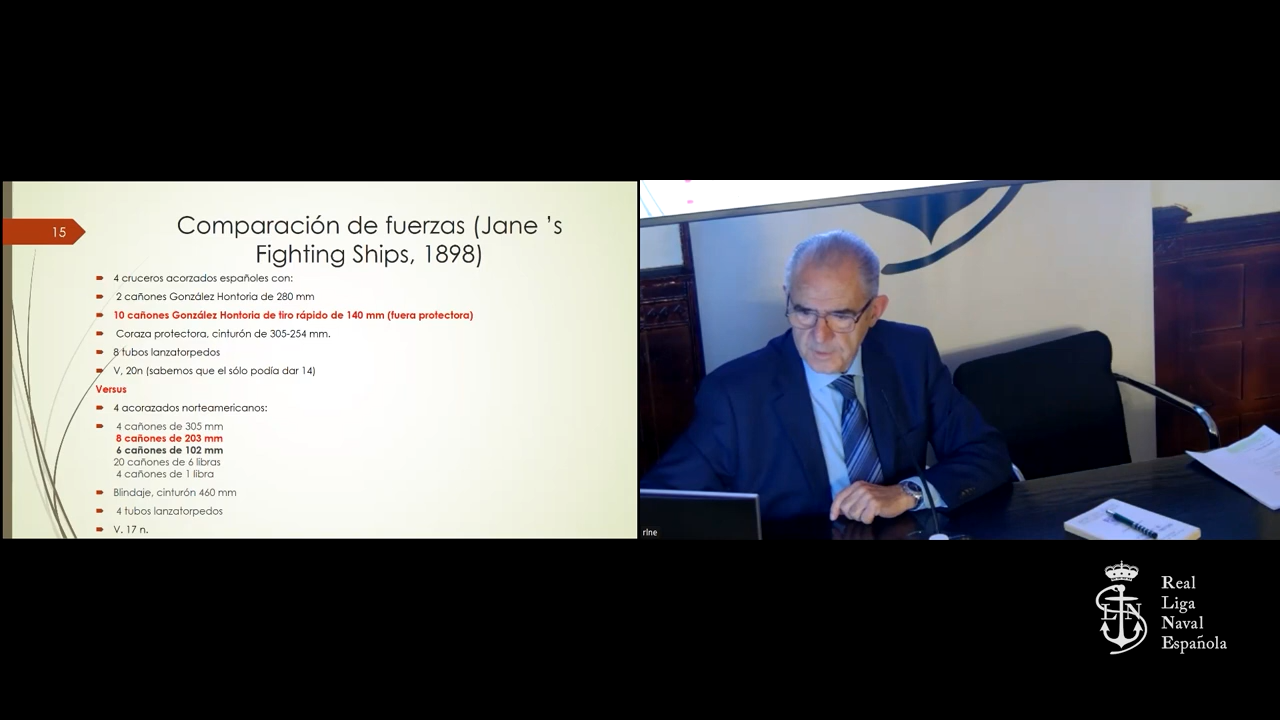 15
Comparación de fuerzas (Jane ’s
Fighting Ships, 1898)
4 cruceros acorzados españoles con:
2 cañones González Hontoria de 280 mm
10 cañones González Hontoria de tiro rápido de 140 mm (fuera protectora)
Coraza protectora, cinturón de 305-254 mm.
8 tubos lanzatorpedos
V, 20n (sabemos que el sólo podía dar 14)
Versus
4 acorazados norteamericanos:
4 cañones de 305 mm
8 cañones de 203 mm
6 cañones de 102 mm
20 cañones de 6 libras
4 cañones de 1 libra
Blindaje, cinturón 460 mm
4 tubos lanzatorpedos
V. 17 n.
rlne
LN
Real
Liga
Naval
Española